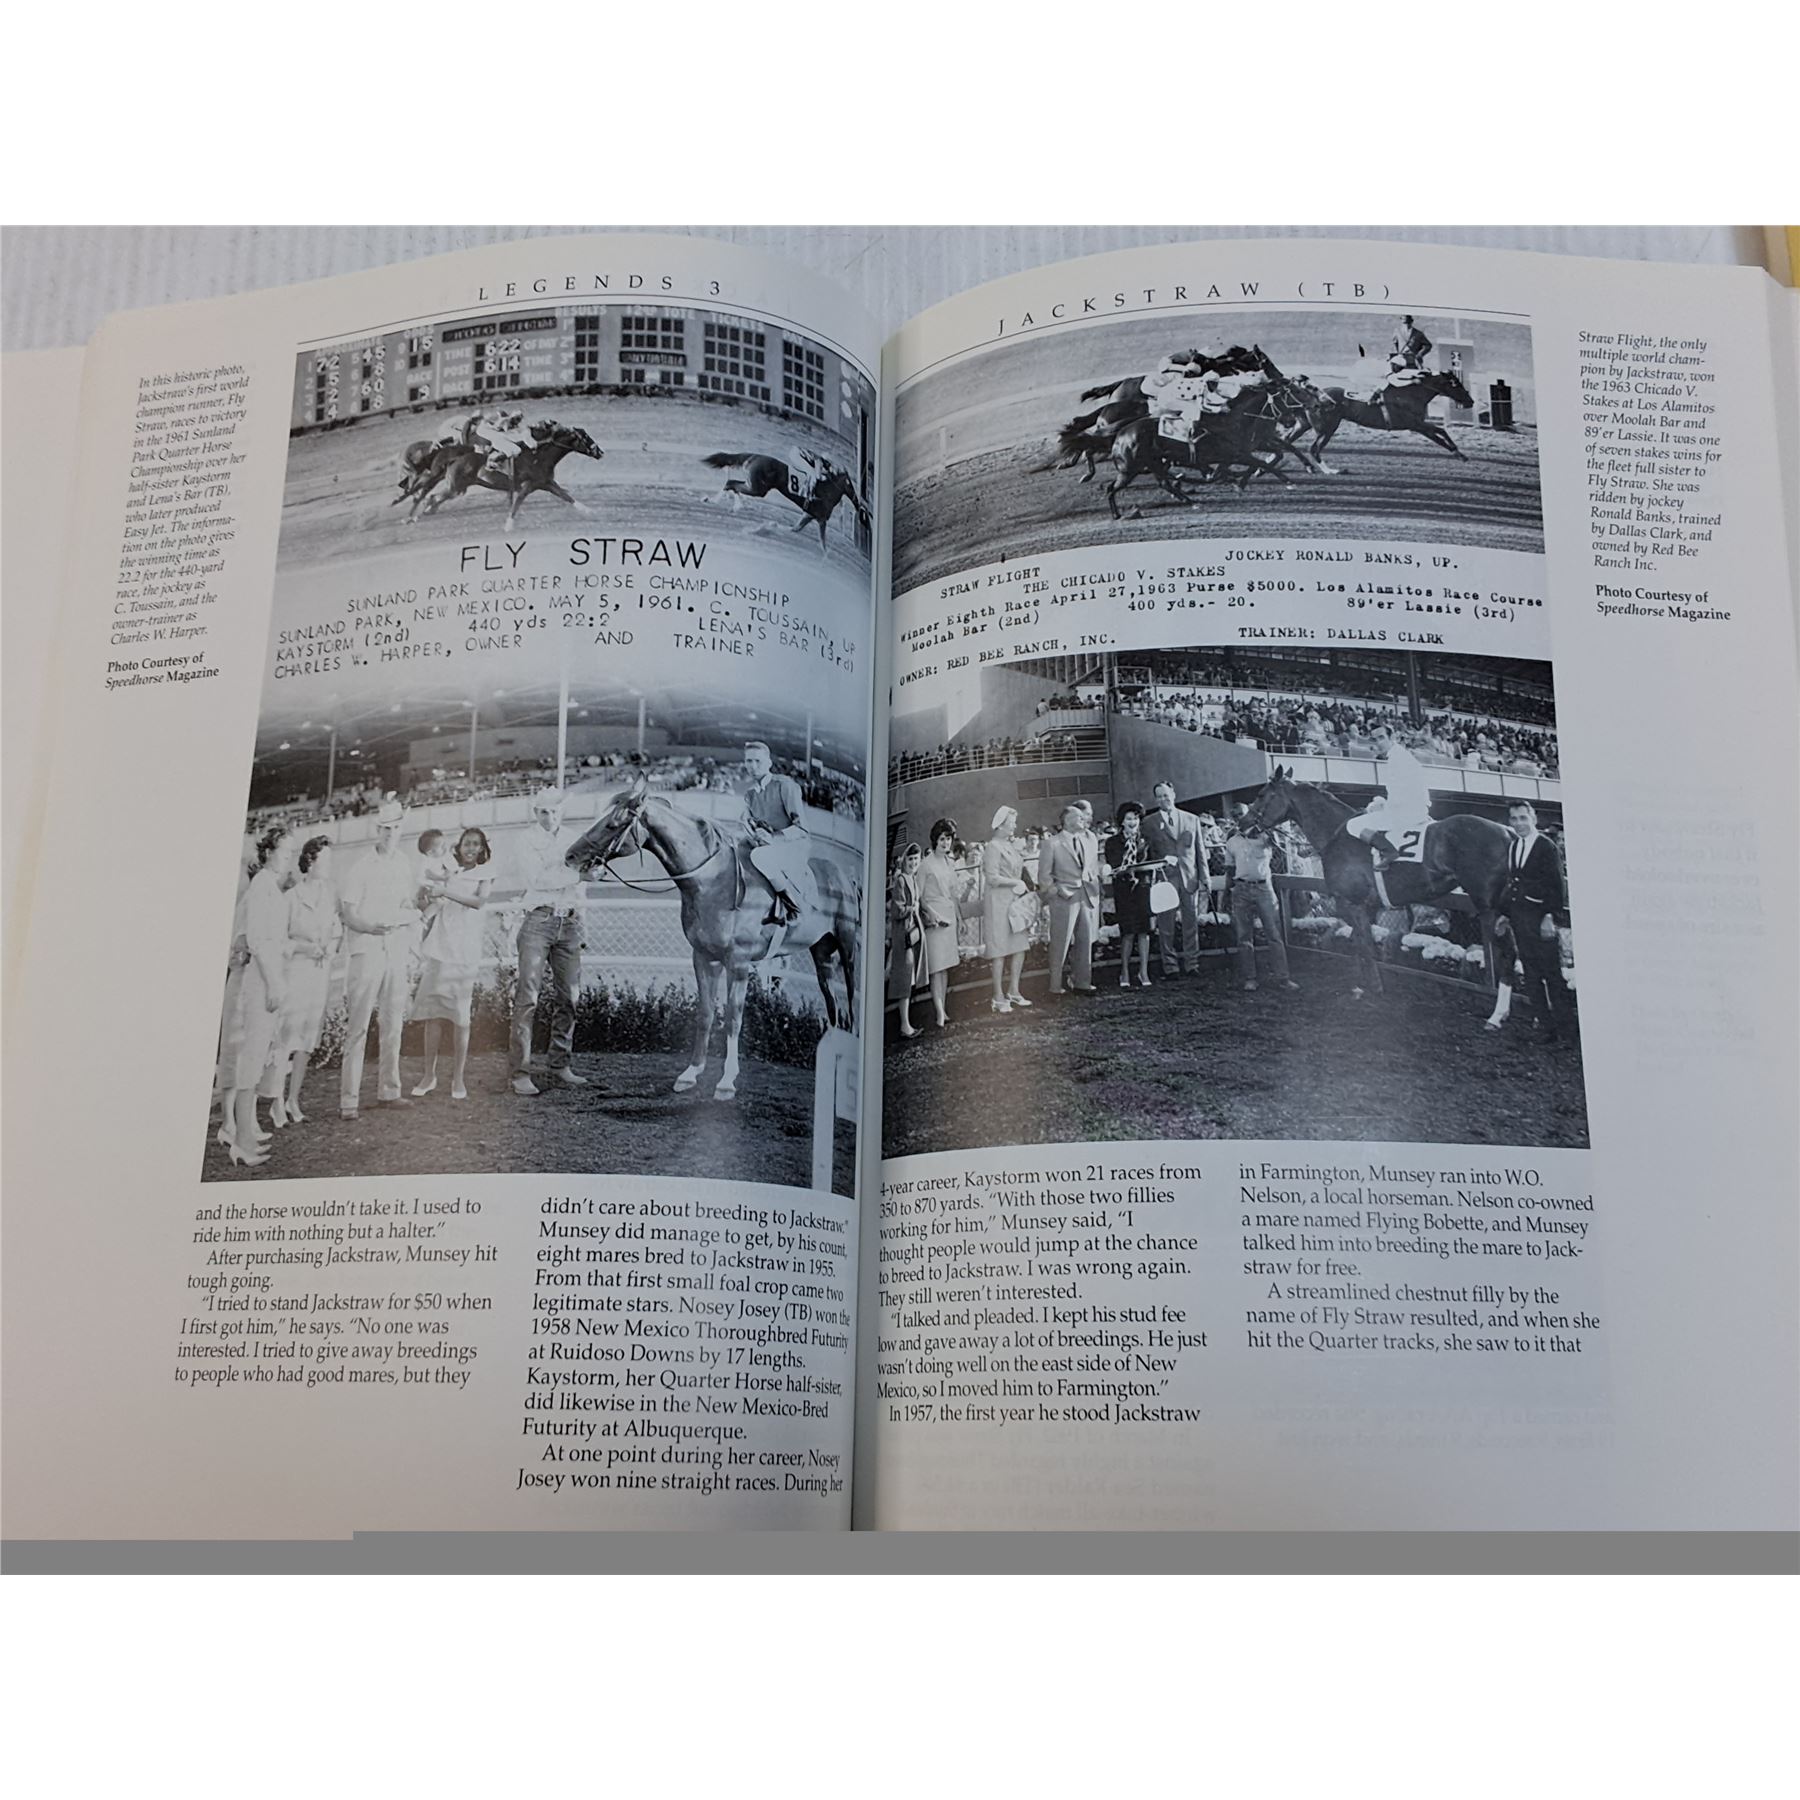 LEGENDS 3
In this historic photo,
Jackstraw's first world
champion runner, Fly
Straw, races to victory
in the 1961 Sunland
Park Quarter Horse
Championship over her
half-sister Kaystorm
and Lena's Bar (TB),
who later produced
Easy Jet. The informa-
tion on the photo gives
the winning time as
22.2 for the 440-yard
race, the jockey as
C. Toussain, and the
owner-trainer as
Charles W. Harper.
Photo Courtesy of
Speedhorse Magazine
RESULTS
TOTE TICKETS
TIME 622 OF DAY
POST 614 TIME
RACE
8
FLY STRAW
SUNLAND PARK QUARTER HORSE CHAMPIONSHIP
SUNLAND PARK, NEW MEXICO. MAY 5, 1961. C. TOUSSAIN, UP
KAYSTORM (2nd) 440 yds 22:2 LENA'S BAR (3rd)
CHARLES W. HARPER, OWNER AND TRAINER
and the horse wouldn't take it. I used to
ride him with nothing but a halter."
After purchasing Jackstraw, Munsey hit
tough going.
"I tried to stand Jackstraw for $50 when
I first got him," he says. "No one was
interested. I tried to give away breedings
to people who had good mares, but they
didn't care about breeding to Jackstraw."
Munsey did manage to get, by his count,
eight mares bred to Jackstraw in 1955.
From that first small foal crop came two
legitimate stars. Nosey Josey (TB) won the
1958 New Mexico Thoroughbred Futurity
at Ruidoso Downs by 17 lengths.
Kaystorm, her Quarter Horse half-sister,
did likewise in the New Mexico-Bred
Futurity at Albuquerque.
At one point during her career, Nosey
Josey won nine straight races. During her
JACKSTRAW (TB)
JOCKEY RONALD BANKS, UP.
STRAW FLIGHT THE CHICADO V. STAKES
Winner Eighth Race April 27,1963 Purse $5000. Los Alamitos Race Course
Moolah Bar (2nd) 400 yds.- 20. 89'er Lassie (3rd)
OWNER: RED BEE RANCH, INC. TRAINER: DALLAS CLARK
2
Straw Flight, the only
multiple world cham-
pion by Jackstraw, won
the 1963 Chicado V.
Stakes at Los Alamitos
over Moolah Bar and
89'er Lassie. It was one
of seven stakes wins for
the fleet full sister to
Fly Straw. She was
ridden by jockey
Ronald Banks, trained
by Dallas Clark, and
owned by Red Bee
Ranch Inc.
Photo Courtesy of
Speedhorse Magazine
4-year career, Kaystorm won 21 races from
350 to 870 yards. "With those two fillies
working for him," Munsey said, "I
thought people would jump at the chance
to breed to Jackstraw. I was wrong again.
They still weren't interested.
"I talked and pleaded. I kept his stud fee
low and gave away a lot of breedings. He just
wasn't doing well on the east side of New
Mexico, so I moved him to Farmington."
In 1957, the first year he stood Jackstraw
in Farmington, Munsey ran into W.O.
Nelson, a local horseman. Nelson co-owned
a mare named Flying Bobette, and Munsey
talked him into breeding the mare to Jack-
straw for free.
A streamlined chestnut filly by the
name of Fly Straw resulted, and when she
hit the Quarter tracks, she saw to it that